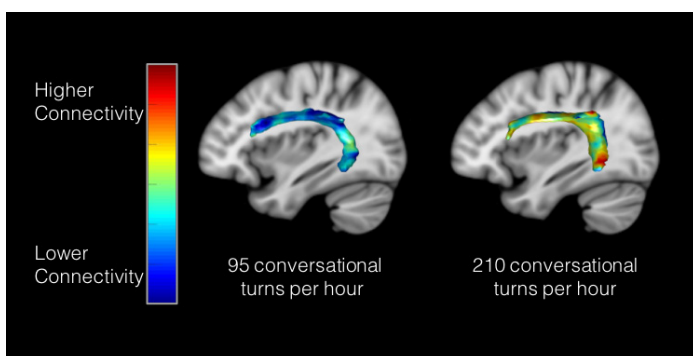 Higher
Connectivity
Lower
Connectivity
95 conversational
turns per hour
210 conversational
turns per hour